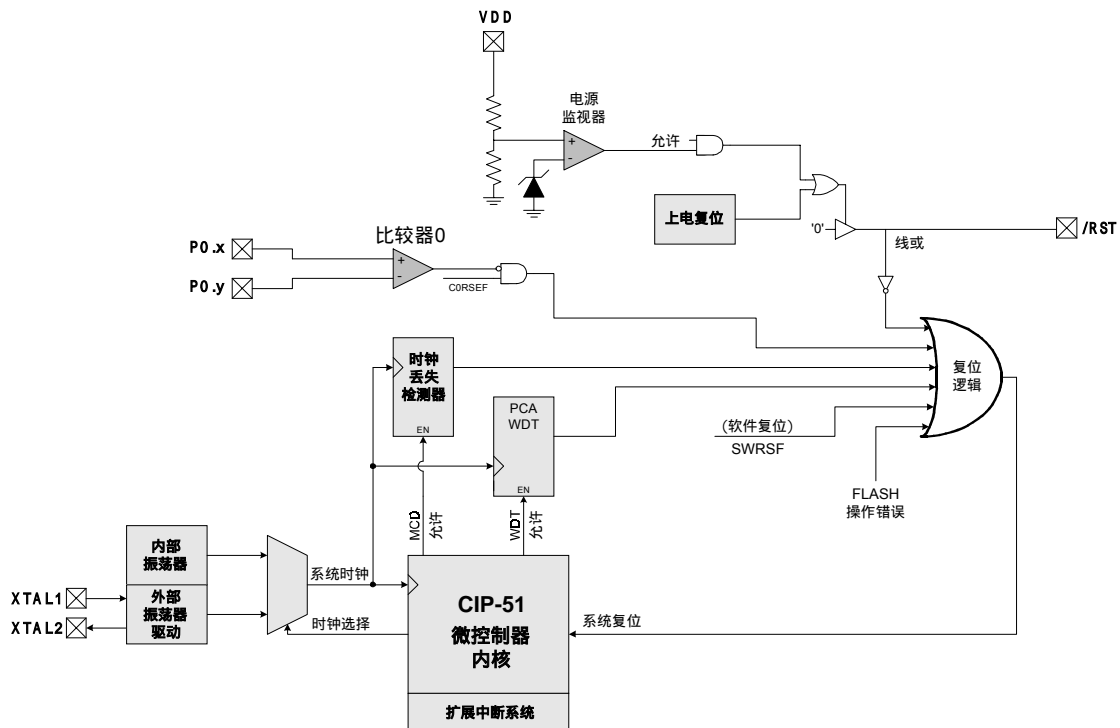 VDD
电源
监视器
+
-
允许
上电复位
'0'
线或
/RST
比较器0
P0.x
P0.y
+
-
C0RSEF
时钟
丢失
检测器
EN
PCA
WDT
EN
复位
逻辑
(软件复位)
SWRSF
FLASH
操作错误
MCD
允许
WDT
允许
内部
振荡器
外部
振荡器
驱动
XTAL1
XTAL2
系统时钟
时钟选择
CIP-51
微控制器
内核
扩展中断系统
系统复位